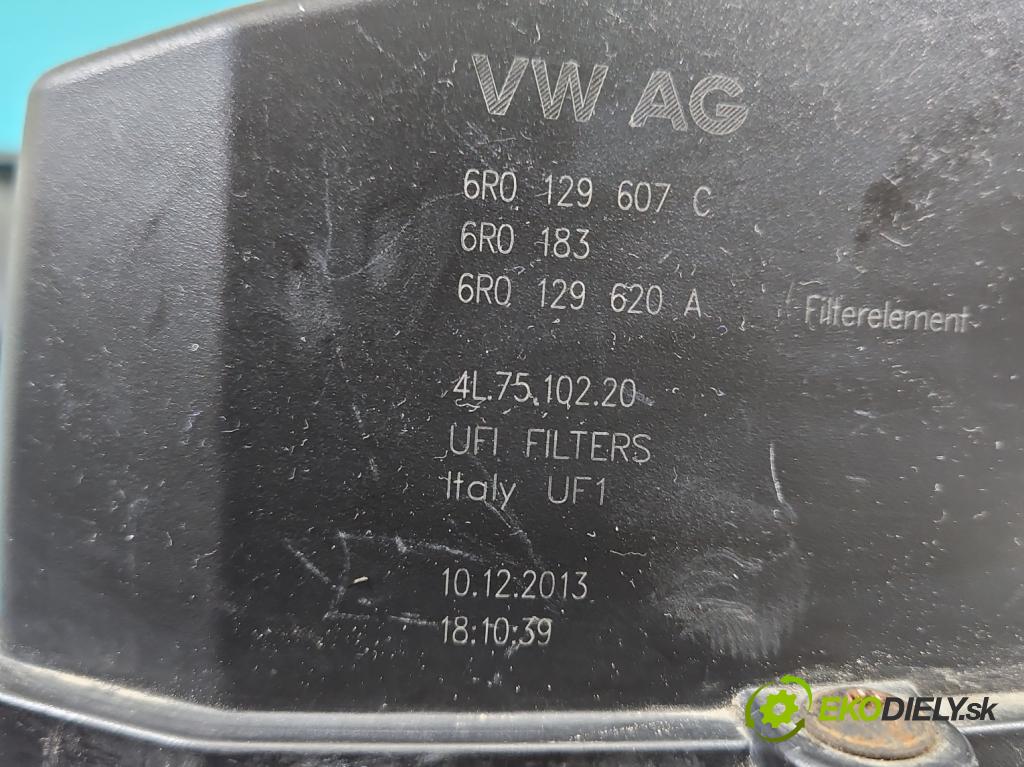 VW AG
6R0 129 607 C
6R0 183
6R0 129 620 A
Filterelement
4L.75.102.20
UFI FILTERS
Italy UF1
10.12.2013
18:10:39
EKODIELY.sk